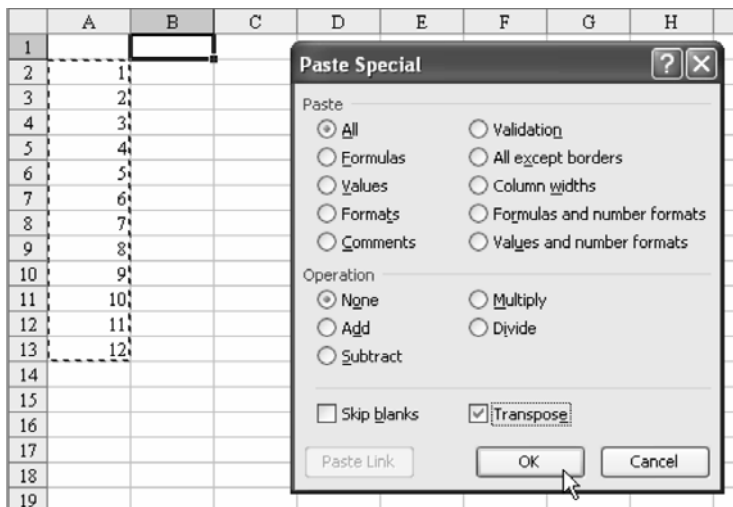 A B C D E F G H
1
2 1
3 2
4 3
5 4
6 5
7 6
8 7
9 8
10 9
11 10
12 11
13 12
14
15
16
17
18
19
Paste Special
Paste
All Validation
Formulas All except borders
Values Column widths
Formats Formulas and number formats
Comments Values and number formats
Operation
None Multiply
Add Divide
Subtract
Skip blanks Transpose
Paste Link OK Cancel